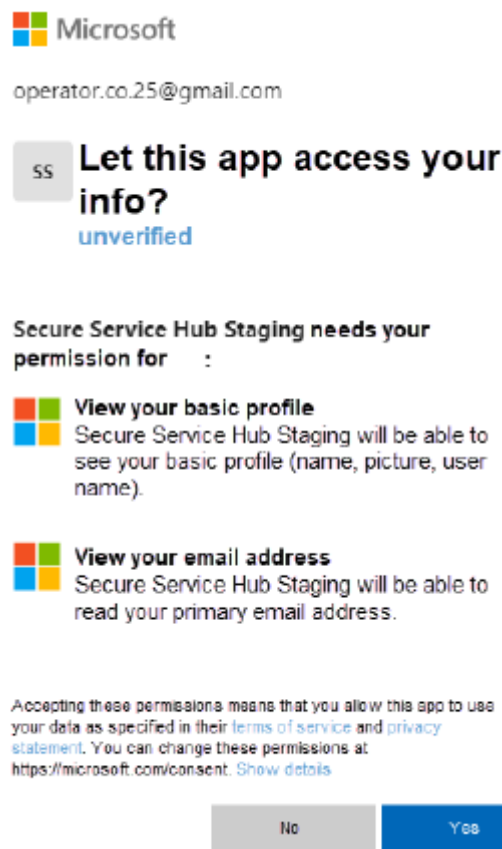 Microsoft
operator.co.25@gmail.com
SS
Let this app access your
info?
unverified
Secure Service Hub Staging needs your
permission for :
View your basic profile
Secure Service Hub Staging will be able to
see your basic profile (name, picture, user
name).
View your email address
Secure Service Hub Staging will be able to
read your primary email address.
Accepting these permissions means that you allow this app to use
your data as specified in their terms of service and privacy
statement. You can change these permissions at
https://microsoft.com/consent. Show details
No
Yes